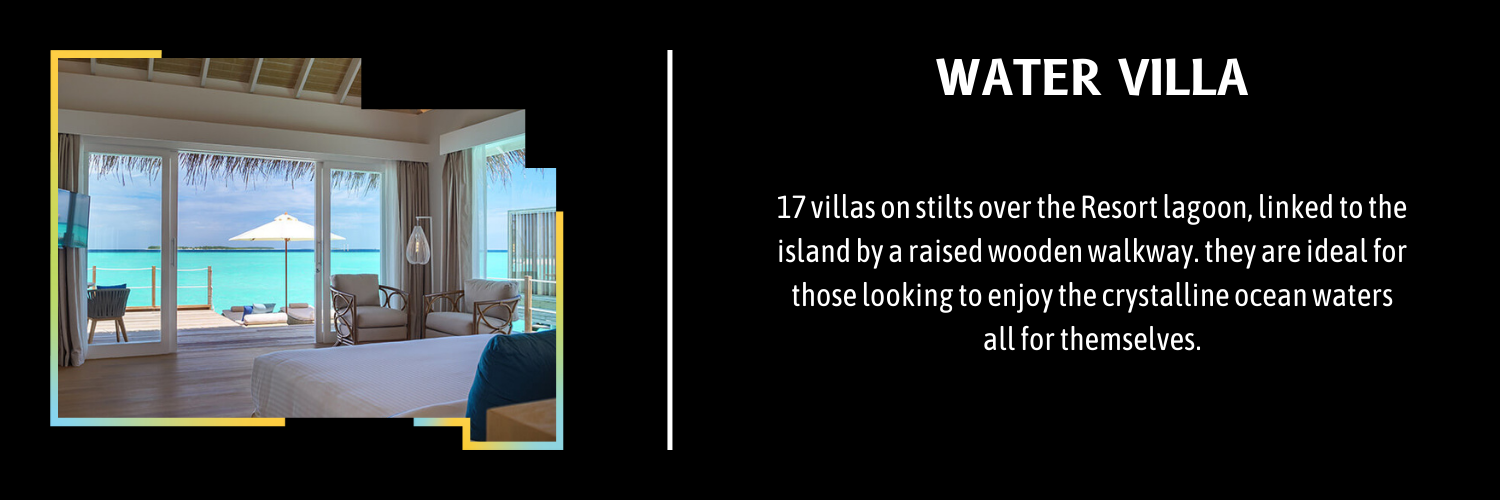 WATER VILLA
17 villas on stilts over the Resort lagoon, linked to the
island by a raised wooden walkway. they are ideal for
those looking to enjoy the crystalline ocean waters
all for themselves.